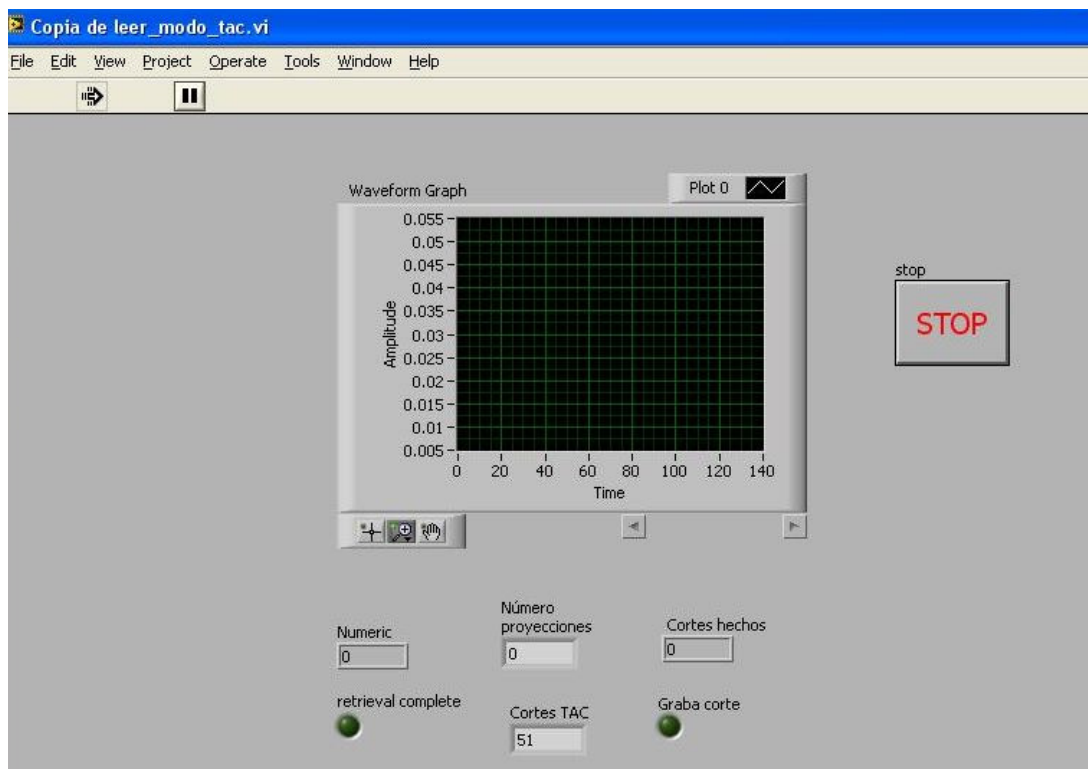 Copia de leer_modo_tac.vi
File Edit View Project Operate Tools Window Help
Waveform Graph
Plot 0
0.055
0.05
0.045
0.04
0.035
0.03
0.025
0.02
0.015
0.01
0.005
Amplitude
0 20 40 60 80 100 120 140
Time
stop
STOP
Numeric
0
Número
proyecciones
0
Cortes hechos
0
retrieval complete
Cortes TAC
51
Graba corte